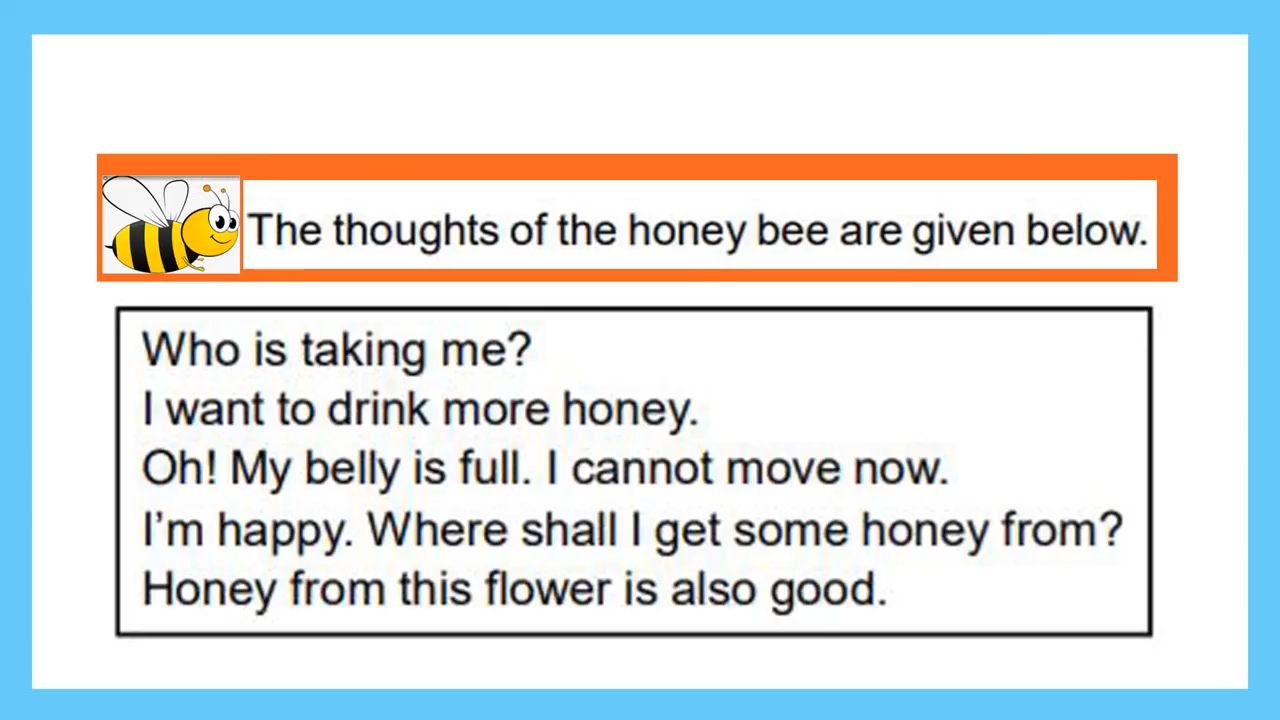 The thoughts of the honey bee are given below.
Who is taking me?
I want to drink more honey.
Oh! My belly is full. I cannot move now.
I'm happy. Where shall I get some honey from?
Honey from this flower is also good.